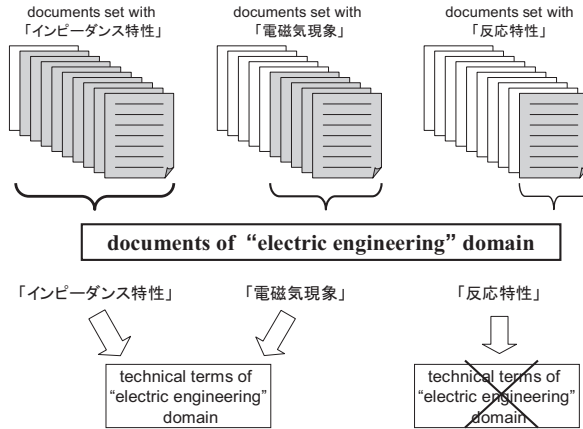 documents set with
「インピーダンス特性」
documents set with
「電磁気現象」
documents set with
「反応特性」
documents of “electric engineering” domain
「インピーダンス特性」
「電磁気現象」
「反応特性」
technical terms of
“electric engineering”
domain
technical terms of
“electric engineering”
domain